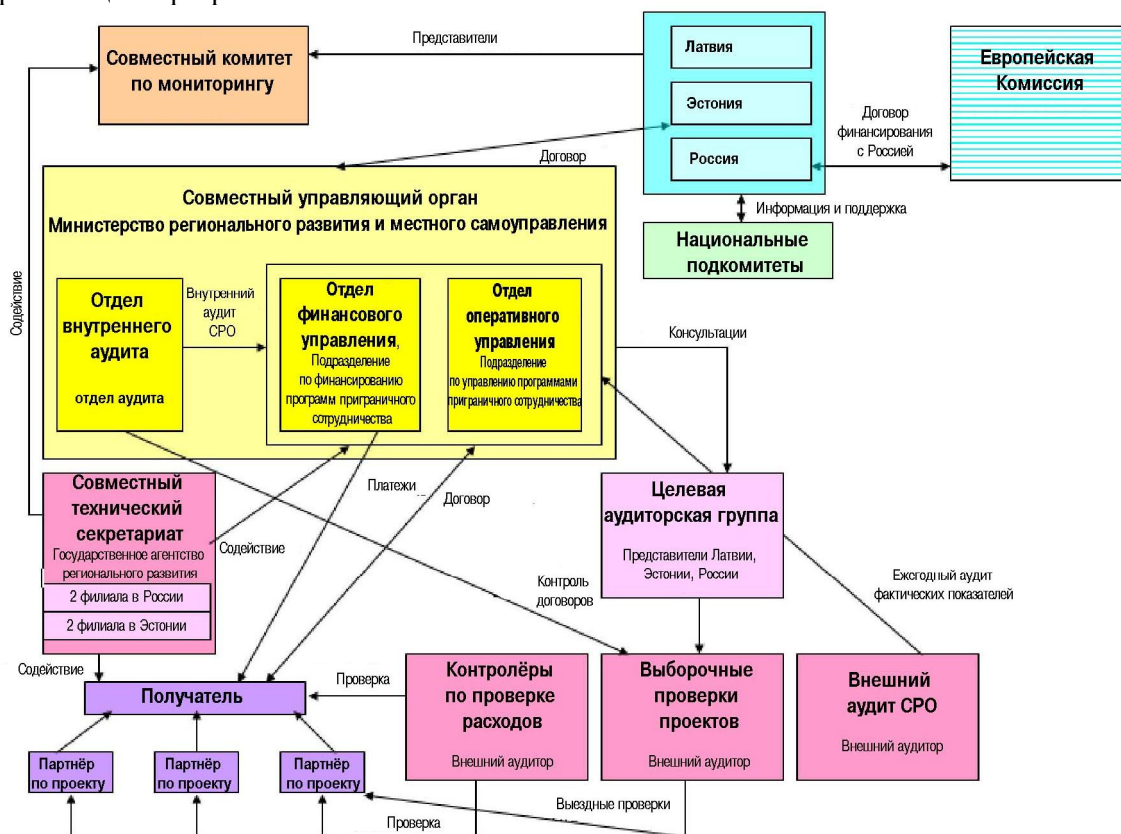 Совместный комитет
по мониторингу
Представители
Латвия
Эстония
Россия
Европейская
Комиссия
Договор
финансирования
с Россией
Договор
Информация и поддержка
Национальные
подкомитеты
Содействие
Совместный управляющий орган
Министерство регионального развития и местного самоуправления
Отдел
внутреннего
аудита
отдел аудита
Внутренний
аудит
СРО
Отдел
финансового
управления,
Подразделение
по финансированию
программ приграничного
сотрудничества
Отдел
оперативного
управления
Подразделение
по управлению программами
приграничного сотрудничества
Консультации
Совместный
технический
секретариат
Государственное агентство
регионального развития
2 филиала в России
2 филиала в Эстонии
Содействие
Платежи
Договор
Целевая
аудиторская группа
Представители Латвии,
Эстонии, России
Контроль
договоров
Ежгодный аудит
фактических показателей
Содействие
Получатель
Проверка
Контролёры
по проверке
расходов
Внешний аудитор
Выборочные
проверки
проектов
Внешний аудитор
Внешний
аудит СРО
Внешний аудитор
Партнёр
по проекту
Партнёр
по проекту
Партнёр
по проекту
Выездные проверки
Проверка